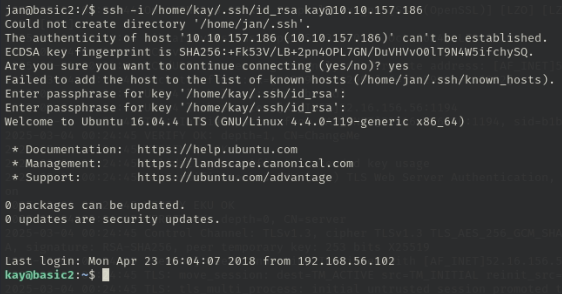 jan@basic2:/$ ssh -i /home/kay/.ssh/id_rsa kay@10.10.157.186
Could not create directory '/home/jan/.ssh'.
The authenticity of host '10.10.157.186 (10.10.157.186)' can't be established.
ECDSA key fingerprint is SHA256:+Fk53V/LB+2pn4OPL7GN/DuVHVvO0lT9N4W5ifchySQ.
Are you sure you want to continue connecting (yes/no)? yes
Failed to add the host to the list of known hosts (/home/jan/.ssh/known_hosts).
Enter passphrase for key '/home/kay/.ssh/id_rsa':
Enter passphrase for key '/home/kay/.ssh/id_rsa':
Welcome to Ubuntu 16.04.4 LTS (GNU/Linux 4.4.0-119-generic x86_64)
* Documentation: https://help.ubuntu.com
* Management: https://landscape.canonical.com
* Support: https://ubuntu.com/advantage
0 packages can be updated.
0 updates are security updates.
Last login: Mon Apr 23 16:04:07 2018 from 192.168.56.102
kay@basic2:~$